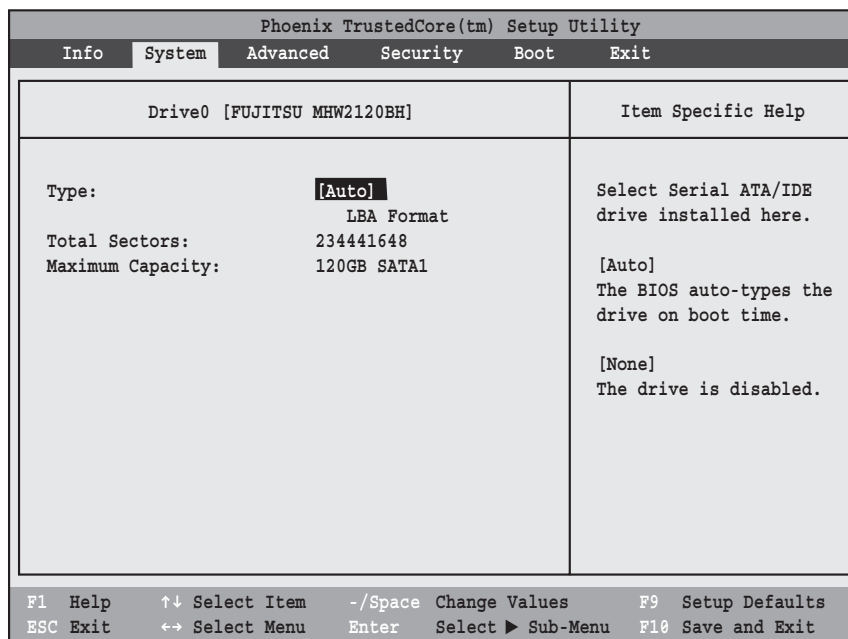 Phoenix TrustedCore(tm) Setup Utility
Info System Advanced Security Boot Exit
Drive0 [FUJITSU MHW2120BH]
Type: [Auto]
LBA Format
Total Sectors: 234441648
Maximum Capacity: 120GB SATA1
Item Specific Help
Select Serial ATA/IDE
drive installed here.
[Auto]
The BIOS auto-types the
drive on boot time.
[None]
The drive is disabled.
F1 Help ↑↓ Select Item -/Space Change Values F9 Setup Defaults
ESC Exit ←→ Select Menu Enter Select ▶ Sub-Menu F10 Save and Exit